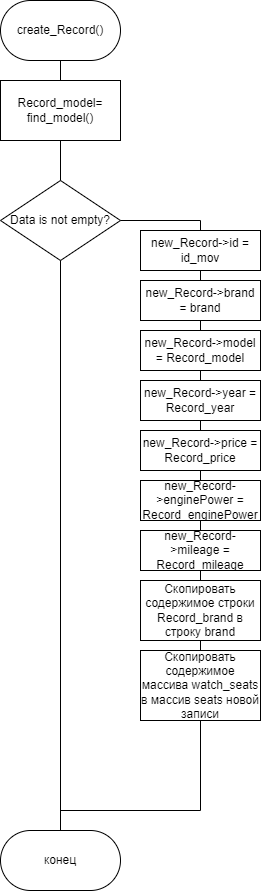 create_Record()
Record_model=
find_model()
Data is not empty?
new_Record->id =
id_mov
new_Record->brand
= brand
new_Record->model
= Record_model
new_Record->year =
Record_year
new_Record->price =
Record_price
new_Record-
>enginePower =
Record_enginePower
new_Record-
>mileage =
Record_mileage
Скопировать
содержимое строки
Record_brand в
строку brand
Скопировать
содержимое
массива watch_seats
в массив seats новой
записи
конец